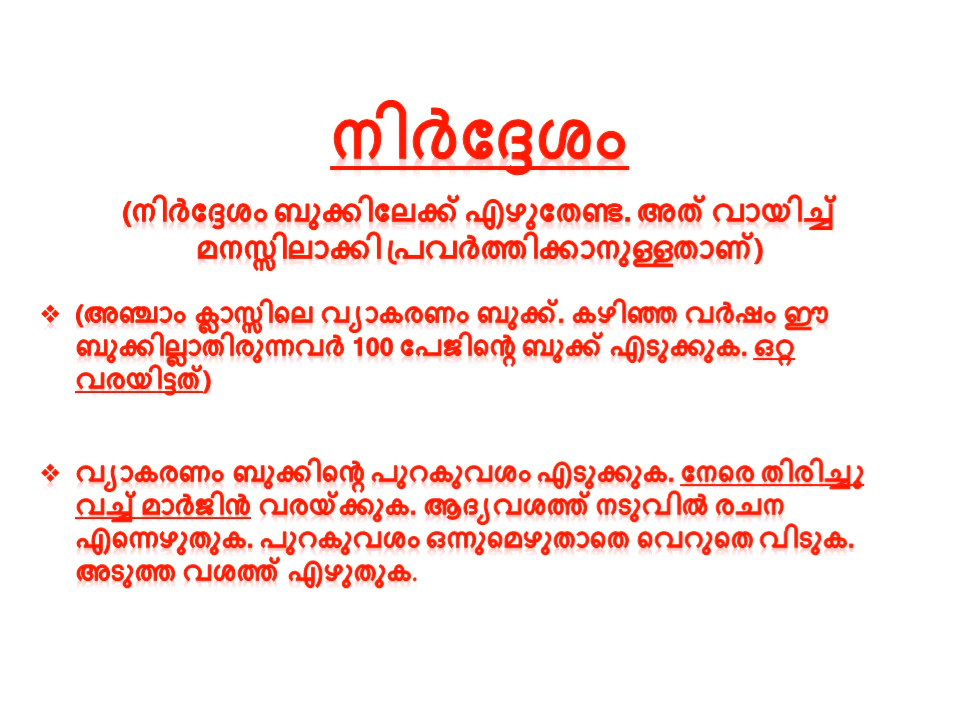 നിർദ്ദേശം
(നിർദ്ദേശം ബുക്കിലേക്ക് എഴുതേണ്ട. അത് വായിച്ച്
മനസ്സിലാക്കി പ്രവർത്തിക്കാനുള്ളതാണ്)
❖ (അഞ്ചാം ക്ലാസ്സിലെ വ്യാകരണം ബുക്ക്. കഴിഞ്ഞ വർഷം ഈ
ബുക്കില്ലാതിരുന്നവർ 100 പേജിന്റെ ബുക്ക് എടുക്കുക. ഒറ്റ
വരയിട്ടത്)
❖ വ്യാകരണം ബുക്കിന്റെ പുറകുവശം എടുക്കുക. നേരെ തിരിച്ചു
വച്ച് മാർജിൻ വരയ്ക്കുക. ആദ്യവശത്ത് നടുവിൽ രചന
എന്നെഴുതുക. പുറകുവശം ഒന്നുമെഴുതാതെ വെറുതെ വിടുക.
അടുത്ത വശത്ത് എഴുതുക.